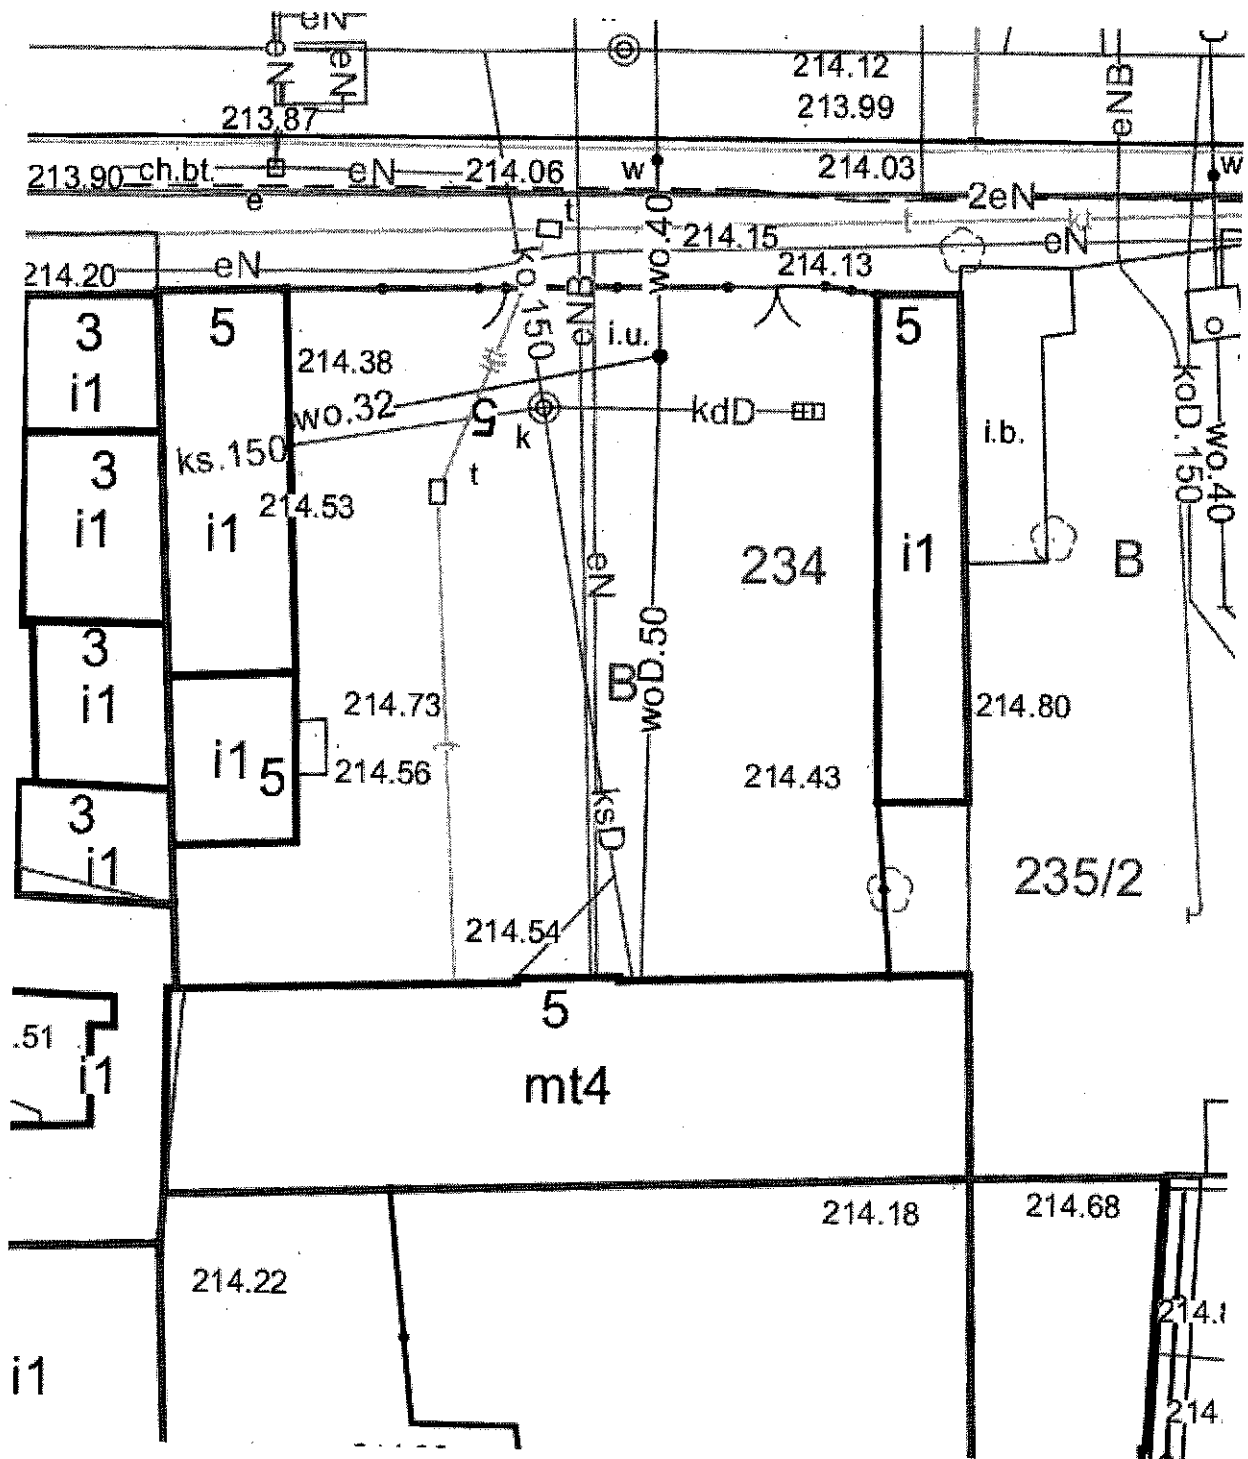 eN
eN
eN
BNe
214.12
213.99
213.87
213.90
ch.bt.
eN
214.06
w
214.03
w
e
2eN
t
wo.40
214.15
t
kt
eN
214.20
eN
ko.150
BNe
214.13
3
i1
5
214.38
i.u.
5
wo.32
5
k
kdD
i.b.
koD.150
wo.40
ks.150
t
3
i1
214.53
i1
eN
234
i1
B
3
i1
214.73
B
woD.50
214.80
i1
5
214.56
214.43
3
i1
ksD
235/2
214.54
.51
i1
5
mt4
214.18
214.68
214.22
i1
214.